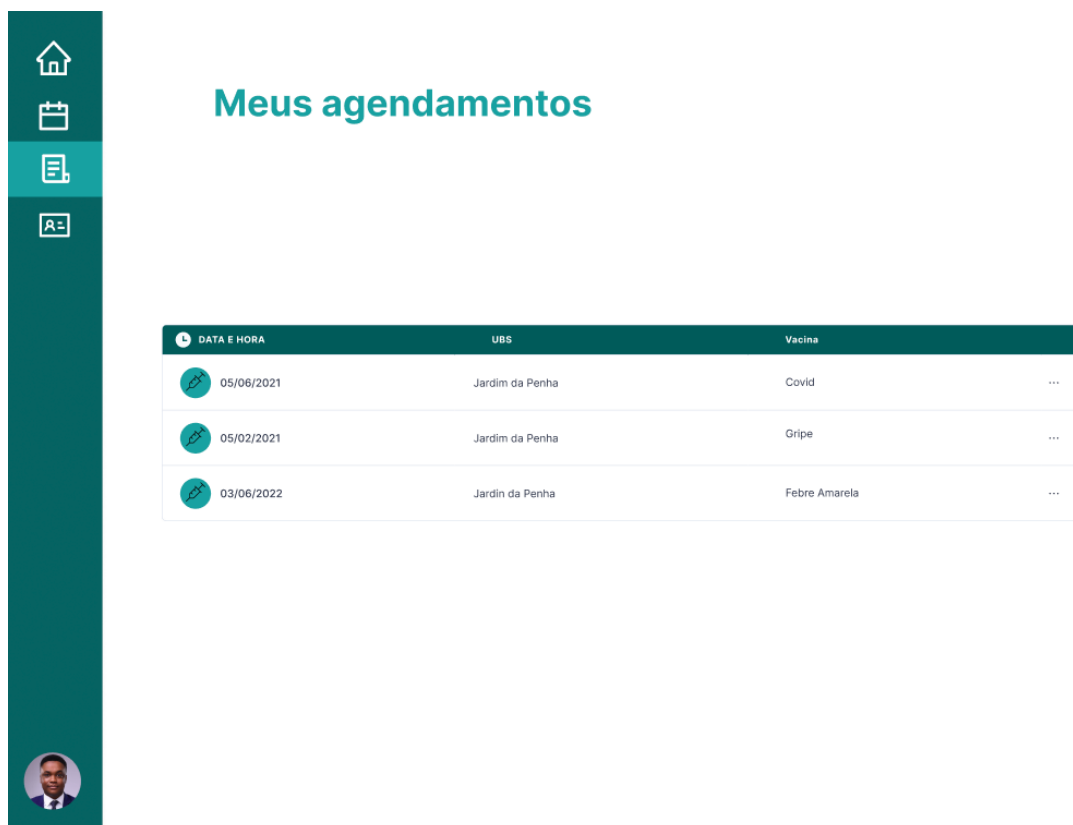 Meus agendamentos
DATA E HORA UBS Vacina
05/06/2021 Jardim da Penha Covid ...
05/02/2021 Jardim da Penha Gripe ...
03/06/2022 Jardin da Penha Febre Amarela ...